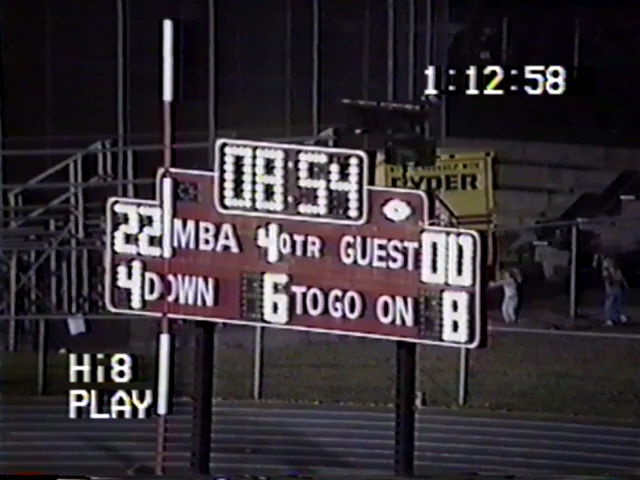 1:12:58
08:54
RYDER
22 MBA 4 QTR GUEST 00
4 DOWN 6 TO GO ON 8
Hi8
PLAY